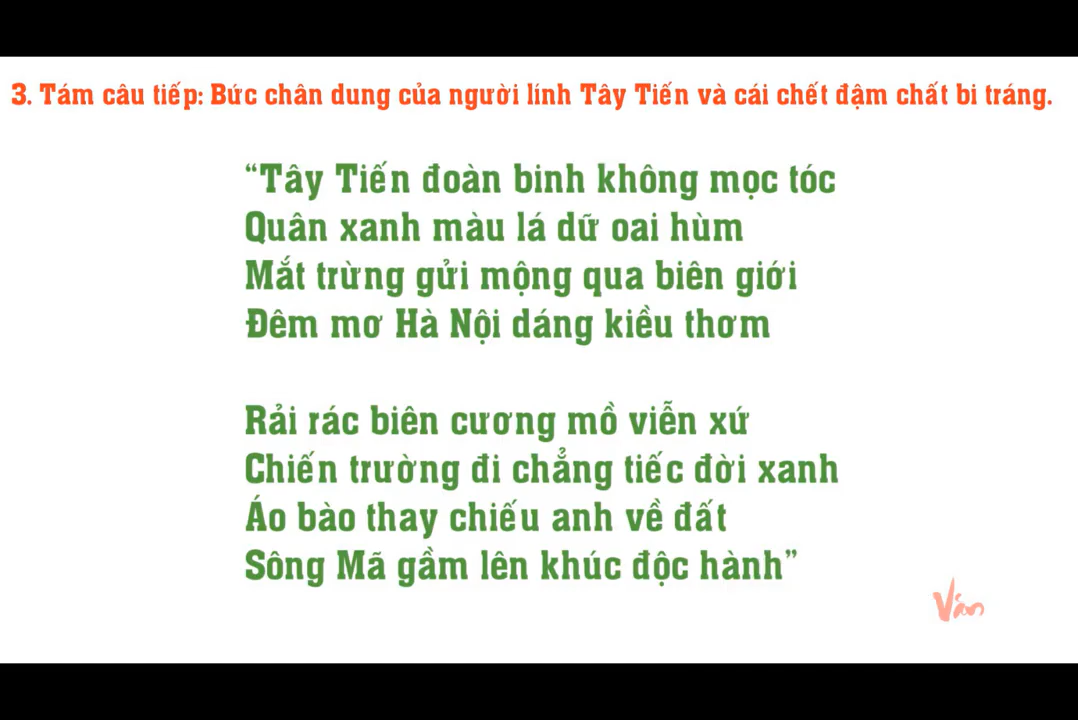 3. Tám câu tiếp: Bức chân dung của người lính Tây Tiến và cái chết đậm chất bi tráng.
“Tây Tiến đoàn binh không mọc tóc
Quân xanh màu lá dữ oai hùm
Mắt trừng gửi mộng qua biên giới
Đêm mơ Hà Nội dáng kiều thơm
Rải rác biên cương mồ viễn xứ
Chiến trường đi chẳng tiếc đời xanh
Áo bào thay chiếu anh về đất
Sông Mã gầm lên khúc độc hành”
Văn